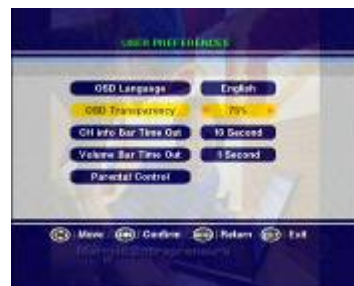 USER PREFERENCES
OSD Language English
OSD Transparency 75%
CH Info Bar Time Out 10 Second
Volume Bar Time Out 1 Second
Parental Control
Move Confirm Return Exit